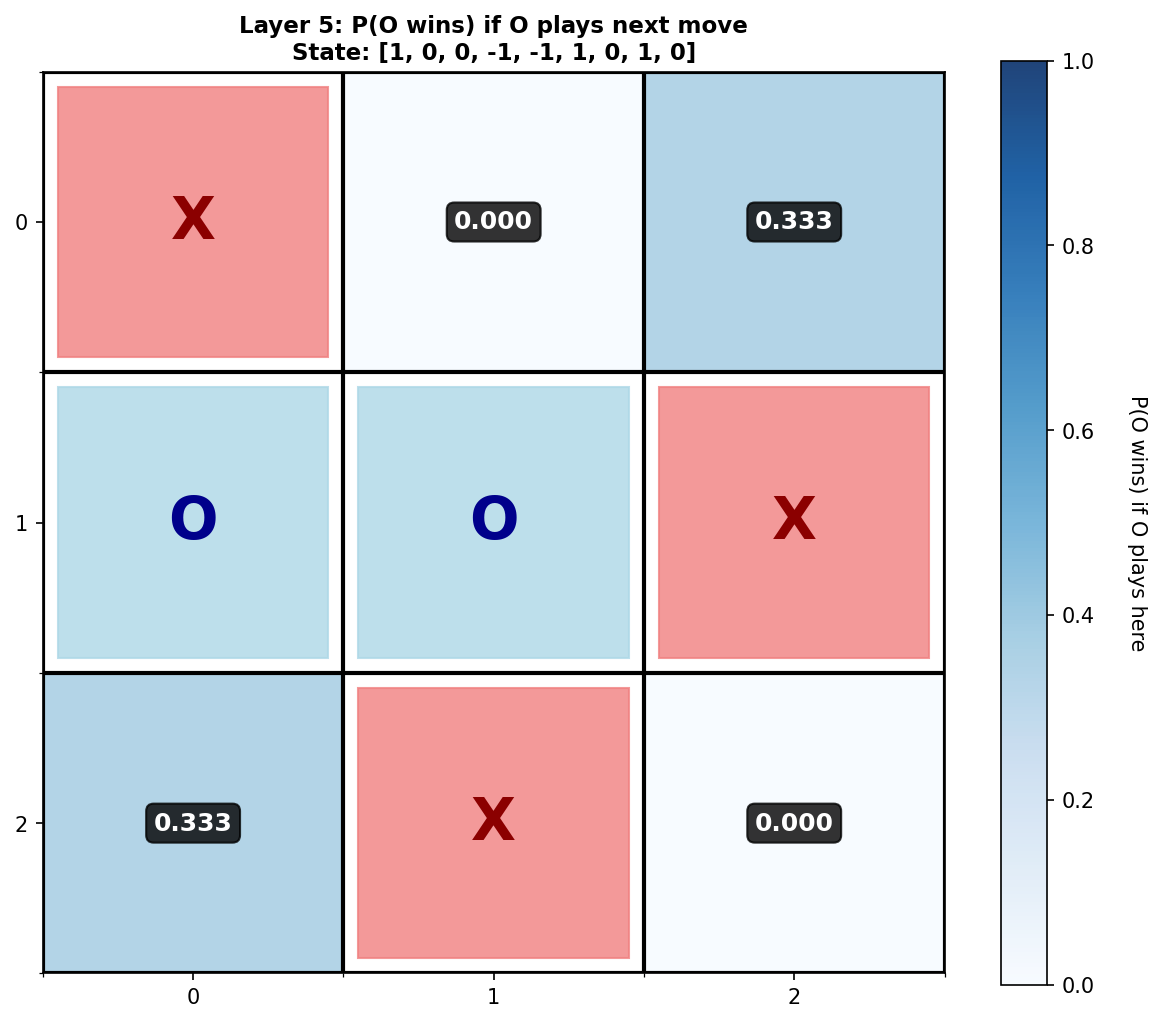 Layer 5: P(O wins) if O plays next move
State: [1, 0, 0, -1, -1, 1, 0, 1, 0]
0
X
0.000
0.333
1
O
O
X
2
0.333
X
0.000
0
1
2
1.0
0.8
0.6
0.4
0.2
0.0
P(O wins) if O plays here